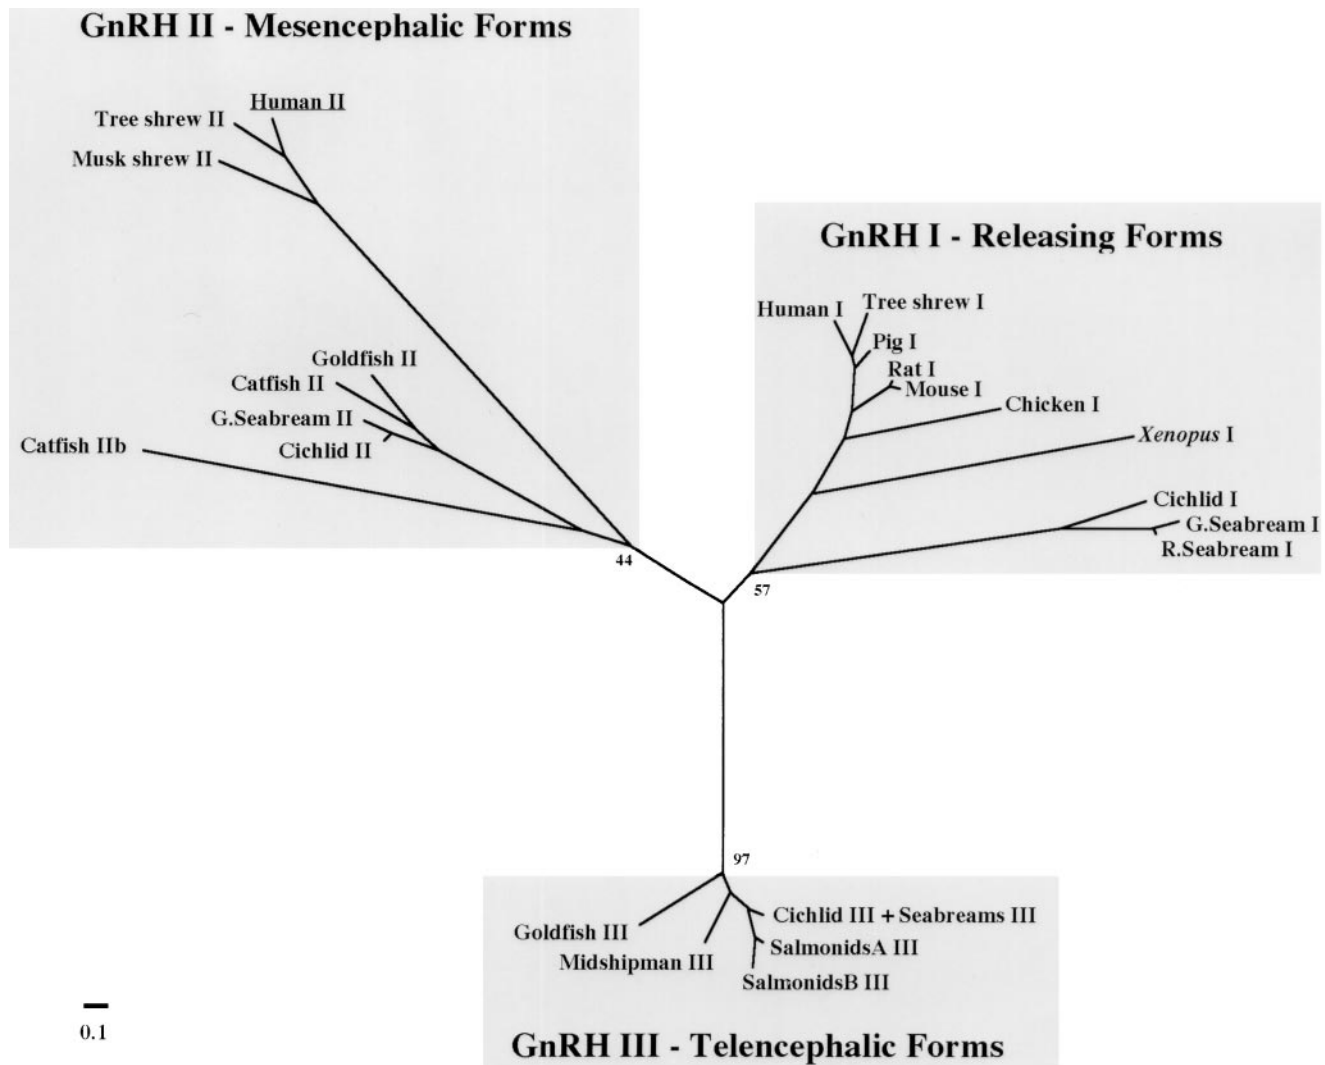 GnRH II - Mesencephalic Forms
Human II
Tree shrew II
Musk shrew II
Goldfish II
Catfish II
G.Seabream II
Cichlid II
Catfish IIb
44
GnRH I - Releasing Forms
Human I
Tree shrew I
Pig I
Rat I
Mouse I
Chicken I
Xenopus I
Cichlid I
G.Seabream I
R.Seabream I
57
97
Goldfish III
Midshipman III
Cichlid III + Seabreams III
SalmonidsA III
SalmonidsB III
0.1
GnRH III - Telencephalic Forms